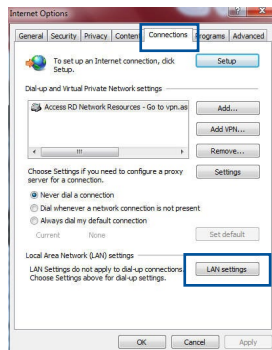 Internet Options
General Security Privacy Content Connections Programs Advanced
To set up an Internet connection, click
Setup.
Setup
Dial-up and Virtual Private Network settings
Access RD Network Resources - Go to vpn.as
Add...
Add VPN...
Remove...
Choose Settings if you need to configure a proxy
server for a connection.
Settings
Never dial a connection
Dial whenever a network connection is not present
Always dial my default connection
Current None
Set default
Local Area Network (LAN) settings
LAN Settings do not apply to dial-up connections.
Choose Settings above for dial-up settings.
LAN settings
OK Cancel Apply